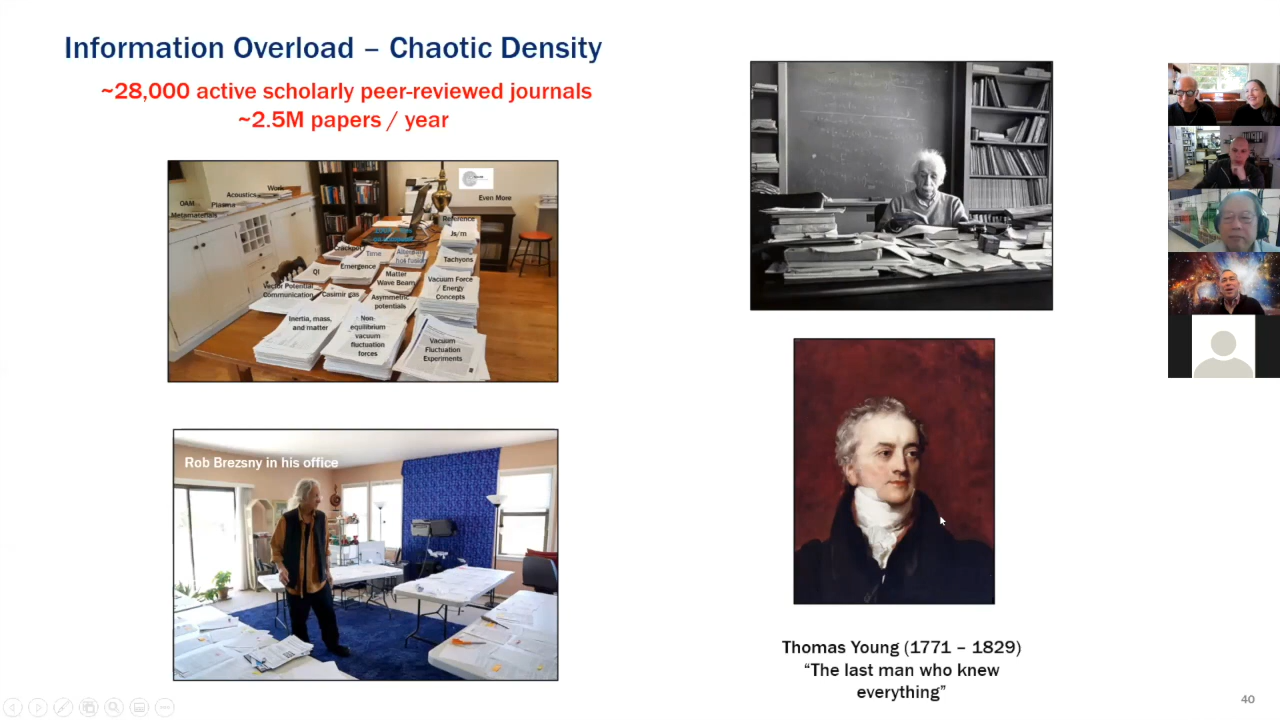 Information Overload – Chaotic Density
~28,000 active scholarly peer-reviewed journals
~2.5M papers / year
Work
Acoustics
OAM
Plasma
Metamaterials
Even More
Reference
Js/m
Crackpot
Time
Tachyons
QI
Emergence
Matter
Wave Beam
Vacuum Force
/ Energy
Concepts
Vector Potential
Communication
Casimir gas
Asymmetric
potentials
Inertia, mass,
and matter
Non-
equilibrium
vacuum
fluctuation
forces
Vacuum
Fluctuation
Experiments
Rob Brezsny in his office
Thomas Young (1771 – 1829)
“The last man who knew
everything”
40